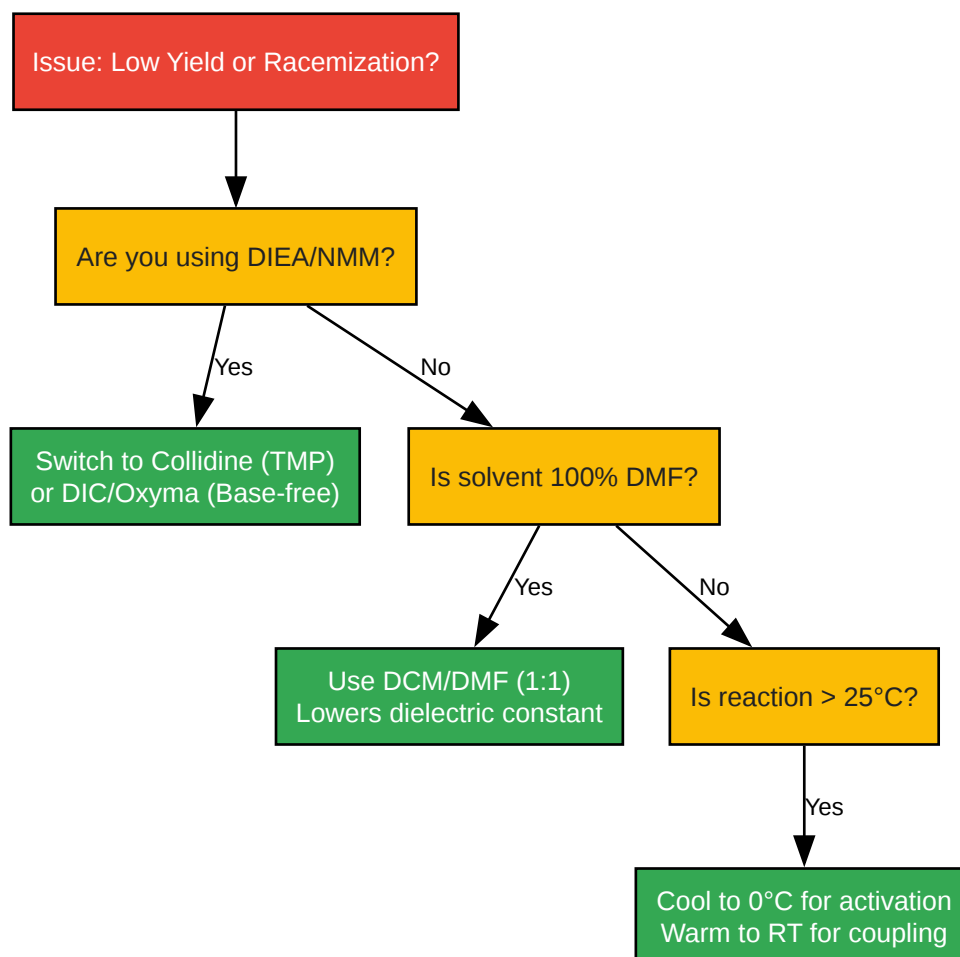 Issue: Low Yield or Racemization?
Are you using DIEA/NMM?
Yes
No
Switch to Collidine (TMP)
or DIC/Oxyma (Base-free)
Is solvent 100% DMF?
Yes
No
Use DCM/DMF (1:1)
Lowers dielectric constant
Is reaction > 25°C?
Yes
Cool to 0°C for activation
Warm to RT for coupling